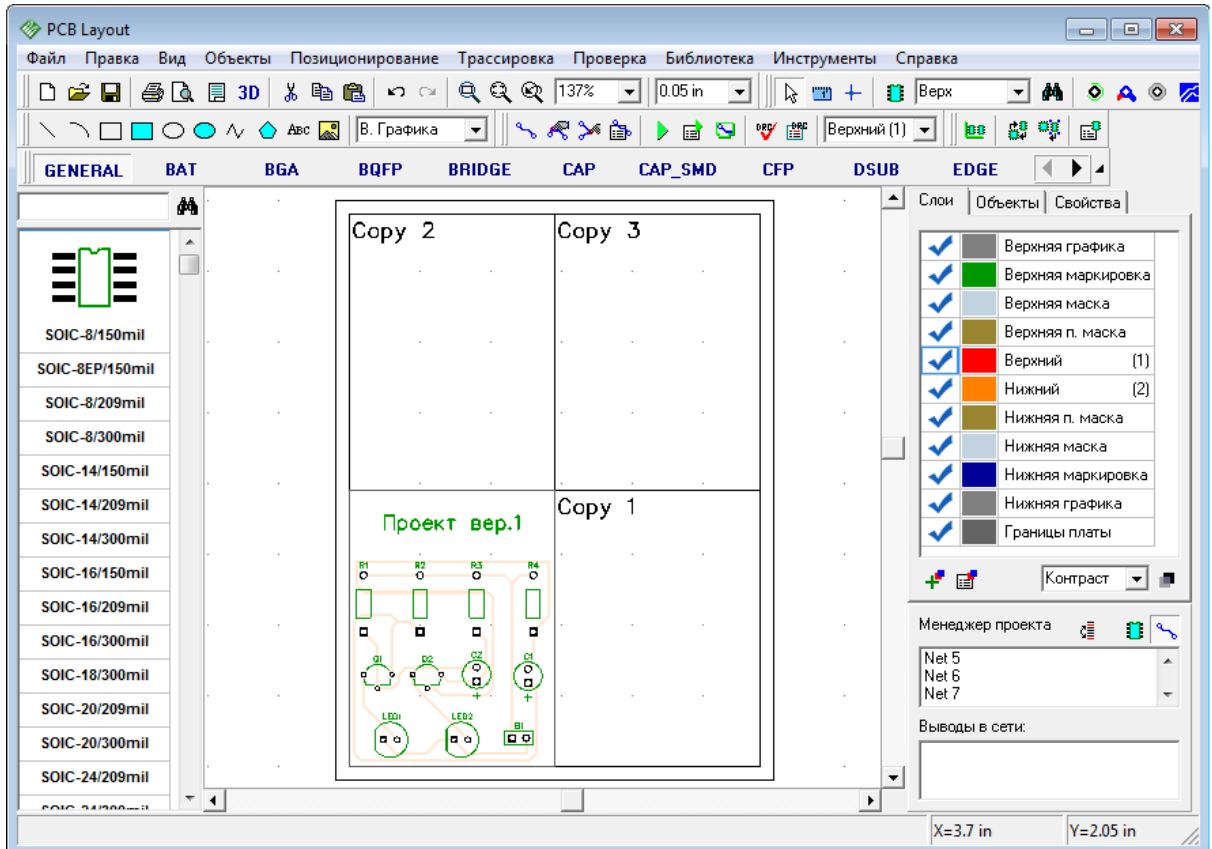 PCB Layout
Файл Правка Вид Объекты Позиционирование Трассировка Проверка Библиотека Инструменты Справка
3D 137% 0.05 in Верх
ABC В. Графика DRC DRC Верхний (1)
GENERAL BAT BGA BQFP BRIDGE CAP CAP_SMD CFP DSUB EDGE
SOIC-8/150mil
SOIC-8EP/150mil
SOIC-8/209mil
SOIC-8/300mil
SOIC-14/150mil
SOIC-14/209mil
SOIC-14/300mil
SOIC-16/150mil
SOIC-16/209mil
SOIC-16/300mil
SOIC-18/300mil
SOIC-20/209mil
SOIC-20/300mil
SOIC-24/209mil
SOIC-24/300mil
Copy 2 Copy 3
Copy 1
Проект вер.1
R1 R2 R3 R4
Q1 Q2 C2 C1
LED1 LED2 B1
Слои Объекты Свойства
Верхняя графика
Верхняя маркировка
Верхняя маска
Верхняя п. маска
Верхний (1)
Нижний (2)
Нижняя п. маска
Нижняя маска
Нижняя маркировка
Нижняя графика
Границы платы
Контраст
Менеджер проекта
Net 5
Net 6
Net 7
Выводы в сети:
X=3.7 in Y=2.05 in